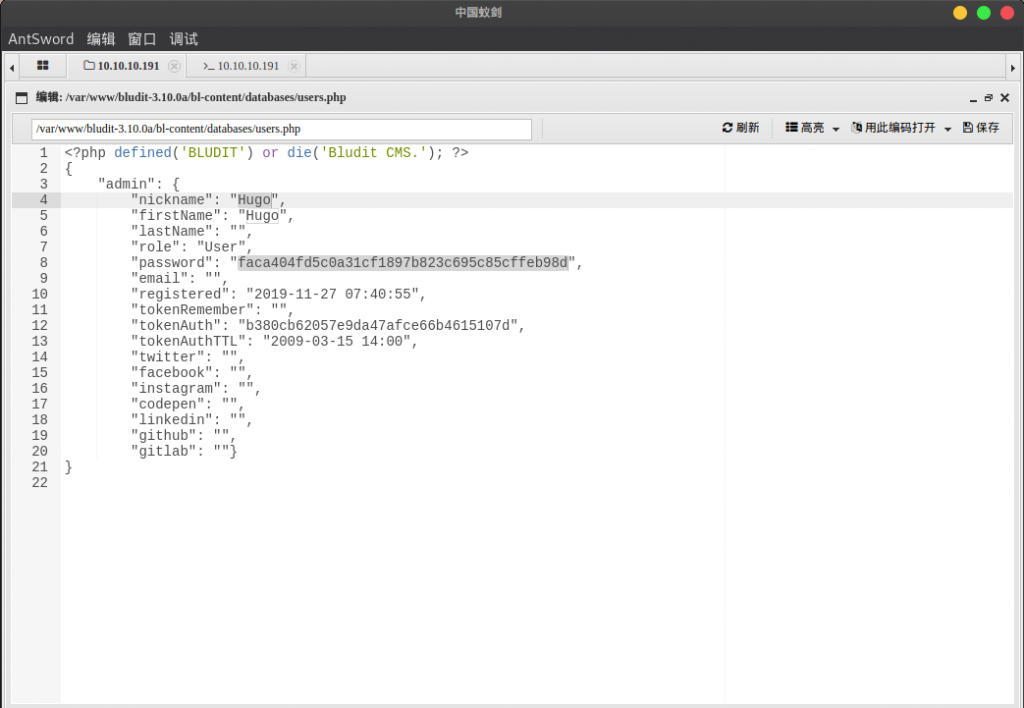 中国蚁剑
AntSword 编辑 窗口 调试
10.10.10.191 >_ 10.10.10.191
编辑: /var/www/bludit-3.10.0a/bl-content/databases/users.php
/var/www/bludit-3.10.0a/bl-content/databases/users.php 刷新 高亮 用此编码打开 保存
1 <?php defined('BLUDIT') or die('Bludit CMS.'); ?>
2 {
3 "admin": {
4 "nickname": "Hugo",
5 "firstName": "Hugo",
6 "lastName": "",
7 "role": "User",
8 "password": "faca404fd5c0a31cf1897b823c695c85cffeb98d",
9 "email": "",
10 "registered": "2019-11-27 07:40:55",
11 "tokenRemember": "",
12 "tokenAuth": "b380cb62057e9da47afce66b4615107d",
13 "tokenAuthTTL": "2009-03-15 14:00",
14 "twitter": "",
15 "facebook": "",
16 "instagram": "",
17 "codepen": "",
18 "linkedin": "",
19 "github": "",
20 "gitlab": ""}
21 }
22